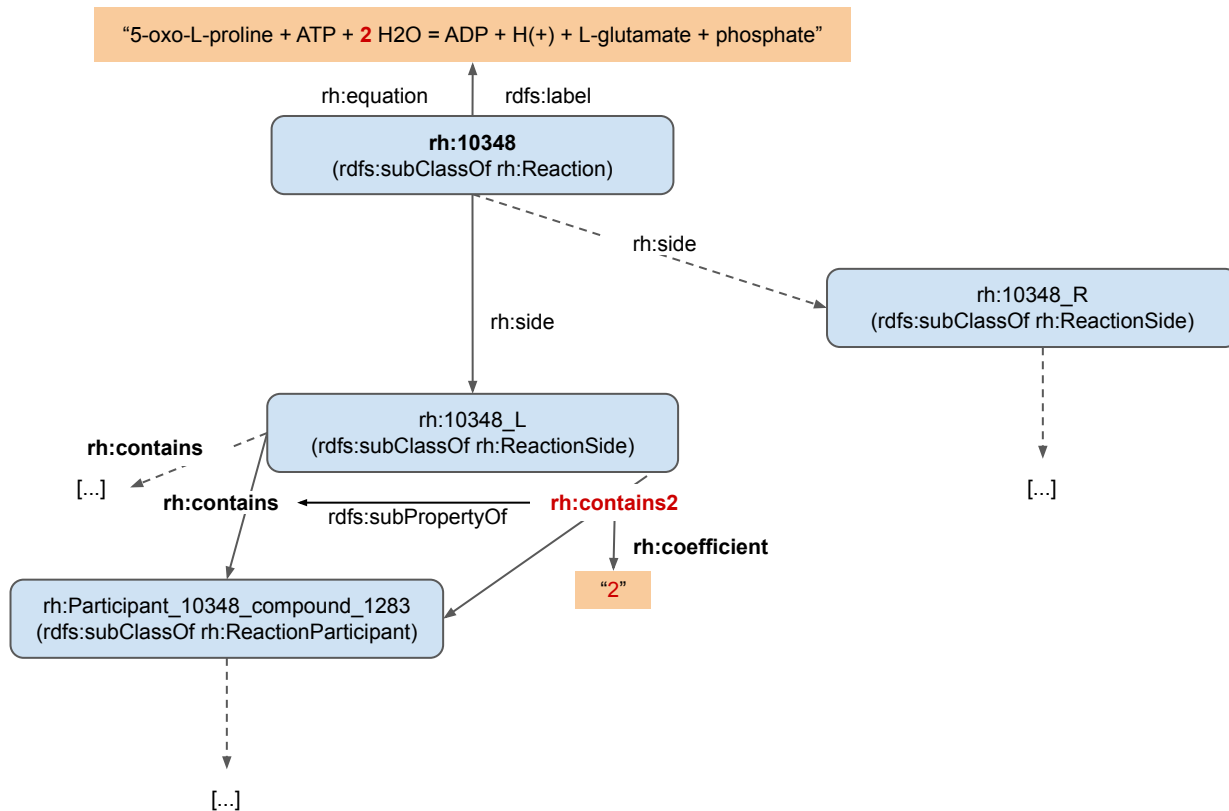 “5-oxo-L-proline + ATP + 2 H2O = ADP + H(+) + L-glutamate + phosphate”
rh:equation
rdfs:label
rh:10348
(rdfs:subClassOf rh:Reaction)
rh:side
rh:10348_R
(rdfs:subClassOf rh:ReactionSide)
rh:side
rh:10348_L
(rdfs:subClassOf rh:ReactionSide)
rh:contains
[...]
[...]
rh:contains
rdfs:subPropertyOf
rh:contains2
rh:coefficient
“2”
rh:Participant_10348_compound_1283
(rdfs:subClassOf rh:ReactionParticipant)
[...]